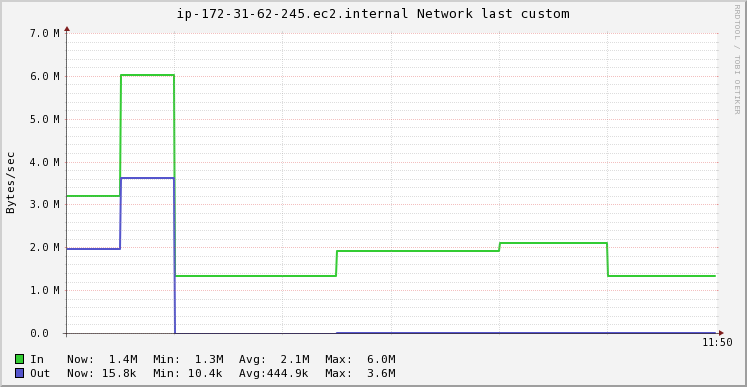 ip-172-31-62-245.ec2.internal Network last custom
RRDTOOL / TOBI OETIKER
Bytes/sec
7.0 M
6.0 M
5.0 M
4.0 M
3.0 M
2.0 M
1.0 M
0.0
11:50
In Now: 1.4M Min: 1.3M Avg: 2.1M Max: 6.0M
Out Now: 15.8k Min: 10.4k Avg:444.9k Max: 3.6M